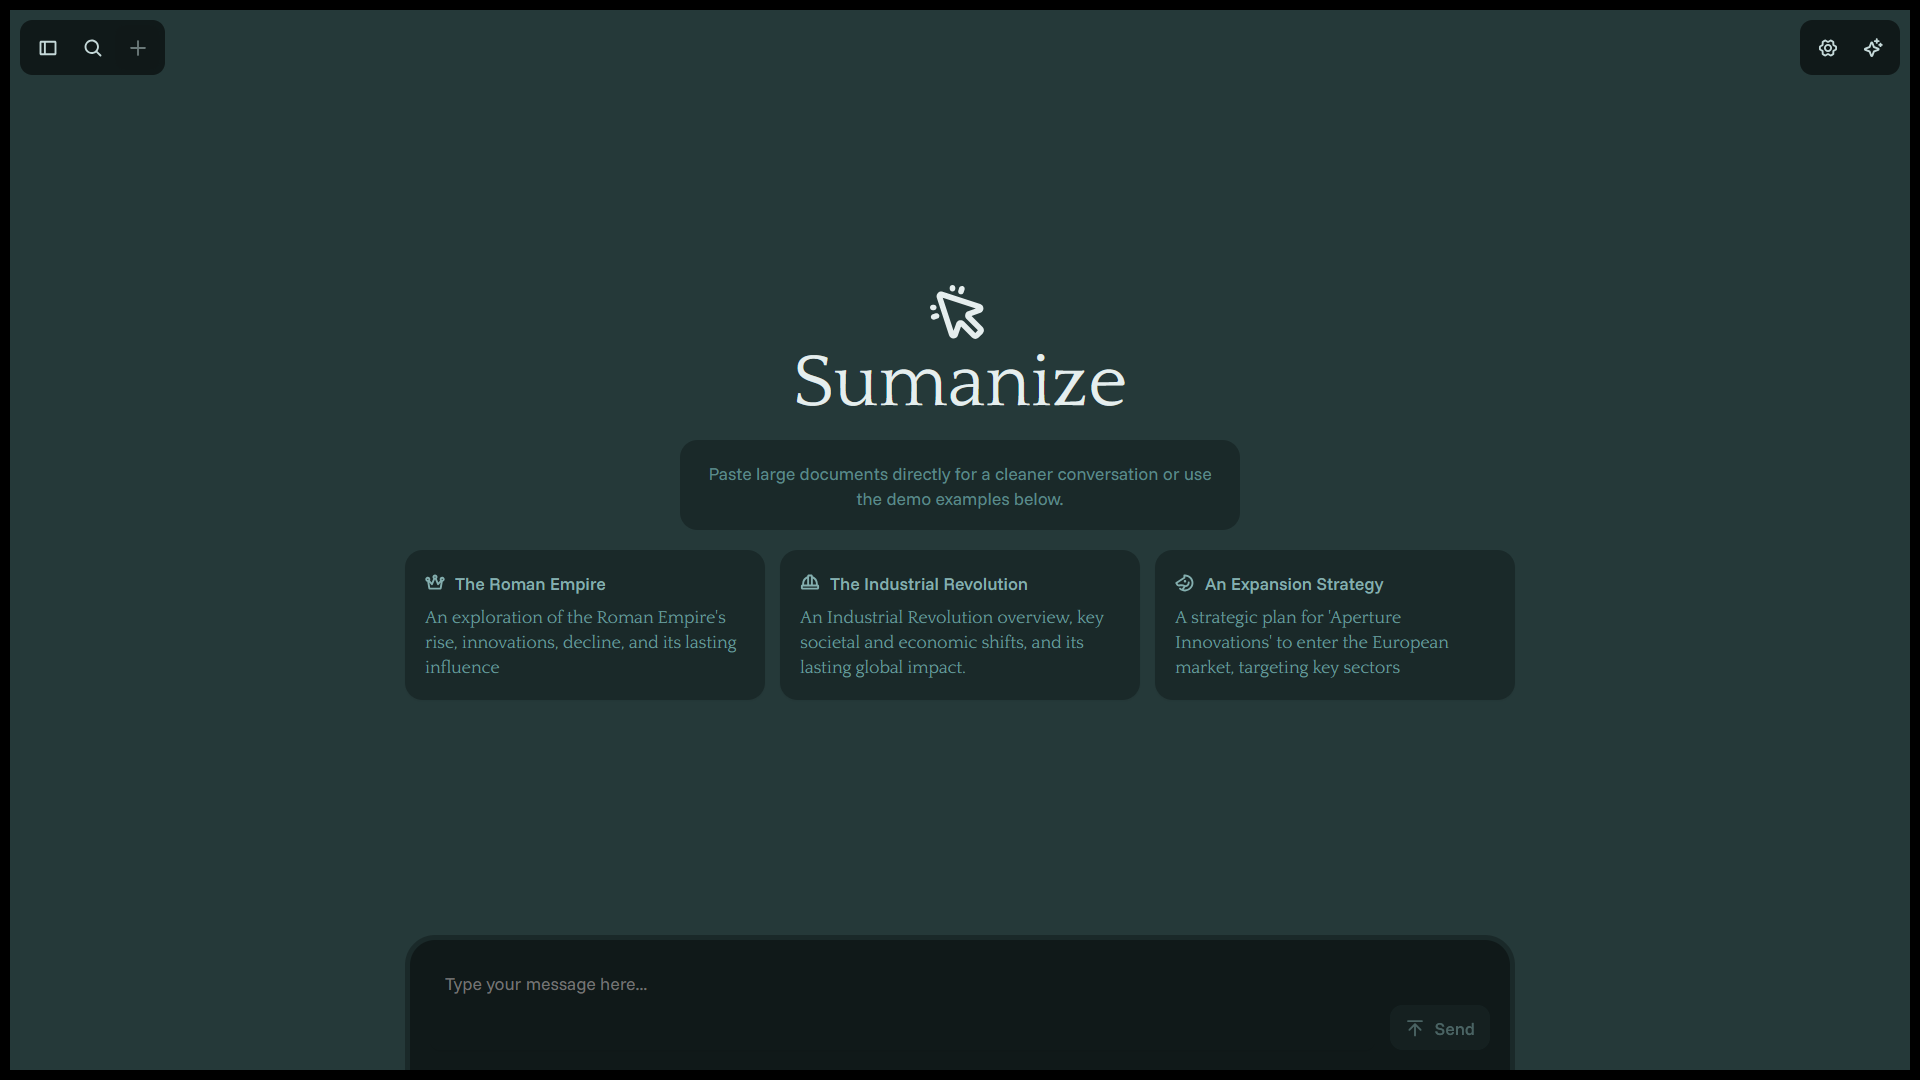 Sumanize
Paste large documents directly for a cleaner conversation or use
the demo examples below.
The Roman Empire
An exploration of the Roman Empire's
rise, innovations, decline, and its lasting
influence
The Industrial Revolution
An Industrial Revolution overview, key
societal and economic shifts, and its
lasting global impact.
An Expansion Strategy
A strategic plan for 'Aperture
Innovations' to enter the European
market, targeting key sectors
Type your message here...
Send